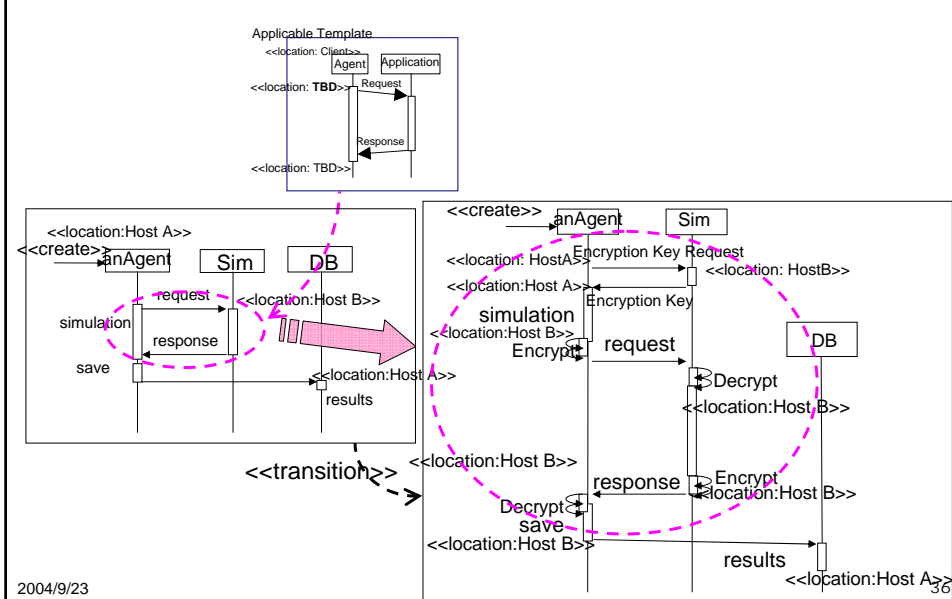 Applicable Template
<<location: Client>>
Agent
Application
<<location: TBD>>
Request
Response
<<location: TBD>>
<<location:Host A>>
<<create>>
anAgent
Sim
DB
request
<<location:Host B>>
simulation
response
save
<<location:Host A>>
results
<<transition>>
<<create>>
anAgent
Sim
Encryption Key Request
<<location: HostA>>
<<location: HostB>>
<<location:Host A>>
Encryption Key
simulation
<<location:Host B>>
Encrypt
request
DB
Decrypt
<<location:Host B>>
<<location:Host B>>
response
Encrypt
<<location:Host B>>
Decrypt
save
<<location:Host B>>
results
<<location:Host A>>
2004/9/23
36